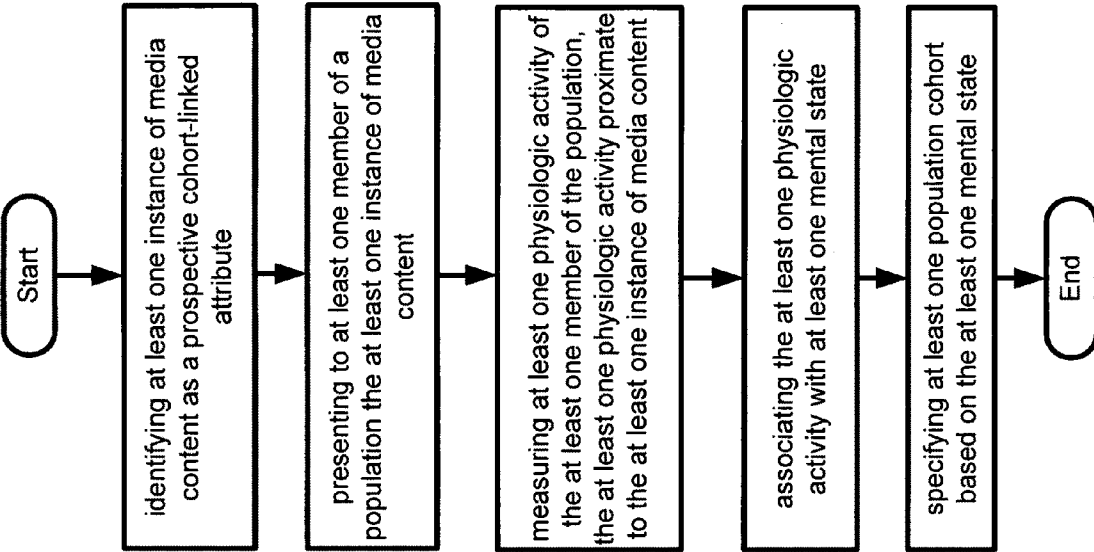 Start
identifying at least one instance of media
content as a prospective cohort-linked
attribute
presenting to at least one member of a
population the at least one instance of media
content
measuring at least one physiologic activity of
the at least one member of the population,
the at least one physiologic activity proximate
to the at least one instance of media content
associating the at least one physiologic
activity with at least one mental state
specifying at least one population cohort
based on the at least one mental state
End